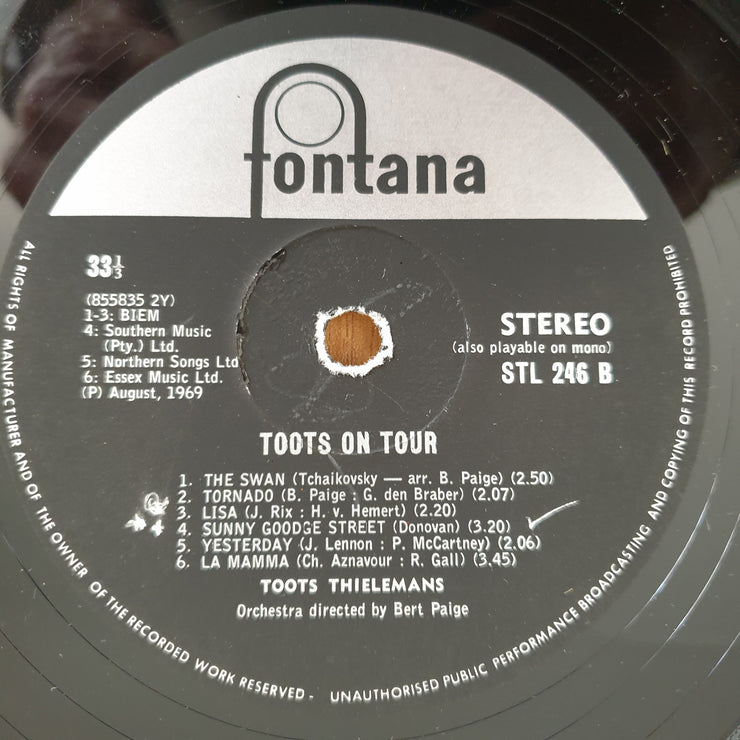 fontana
33⅓
(855835 2Y)
1-3: BIEM
4: Southern Music
(Pty.) Ltd.
5: Northern Songs Ltd
6: Essex Music Ltd.
(P) August, 1969
STEREO
(also playable on mono)
STL 246 B
TOOTS ON TOUR
1. THE SWAN (Tchaikovsky — arr. B. Paige) (2.50)
2. TORNADO (B. Paige : G. den Braber) (2.07)
3. LISA (J. Rix : H. v. Hemert) (2.20)
4. SUNNY GOODGE STREET (Donovan) (3.20)
5. YESTERDAY (J. Lennon : P. McCartney) (2.06)
6. LA MAMMA (Ch. Aznavour : R. Gall) (3,45)
TOOTS THIELEMANS
Orchestra directed by Bert Paige
ALL RIGHTS OF MANUFACTURER AND OF THE OWNER OF THE RECORDED WORK RESERVED - UNAUTHORISED PUBLIC PERFORMANCE BROADCASTING AND COPYING OF THIS RECORD PROHIBITED